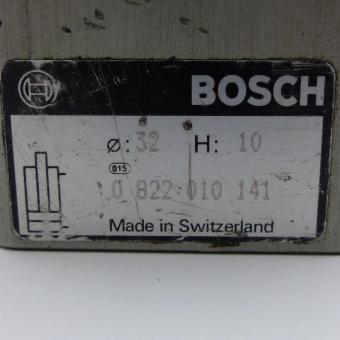 BOSCH
ø: 32 H: 10
015
0 822 010 141
Made in Switzerland